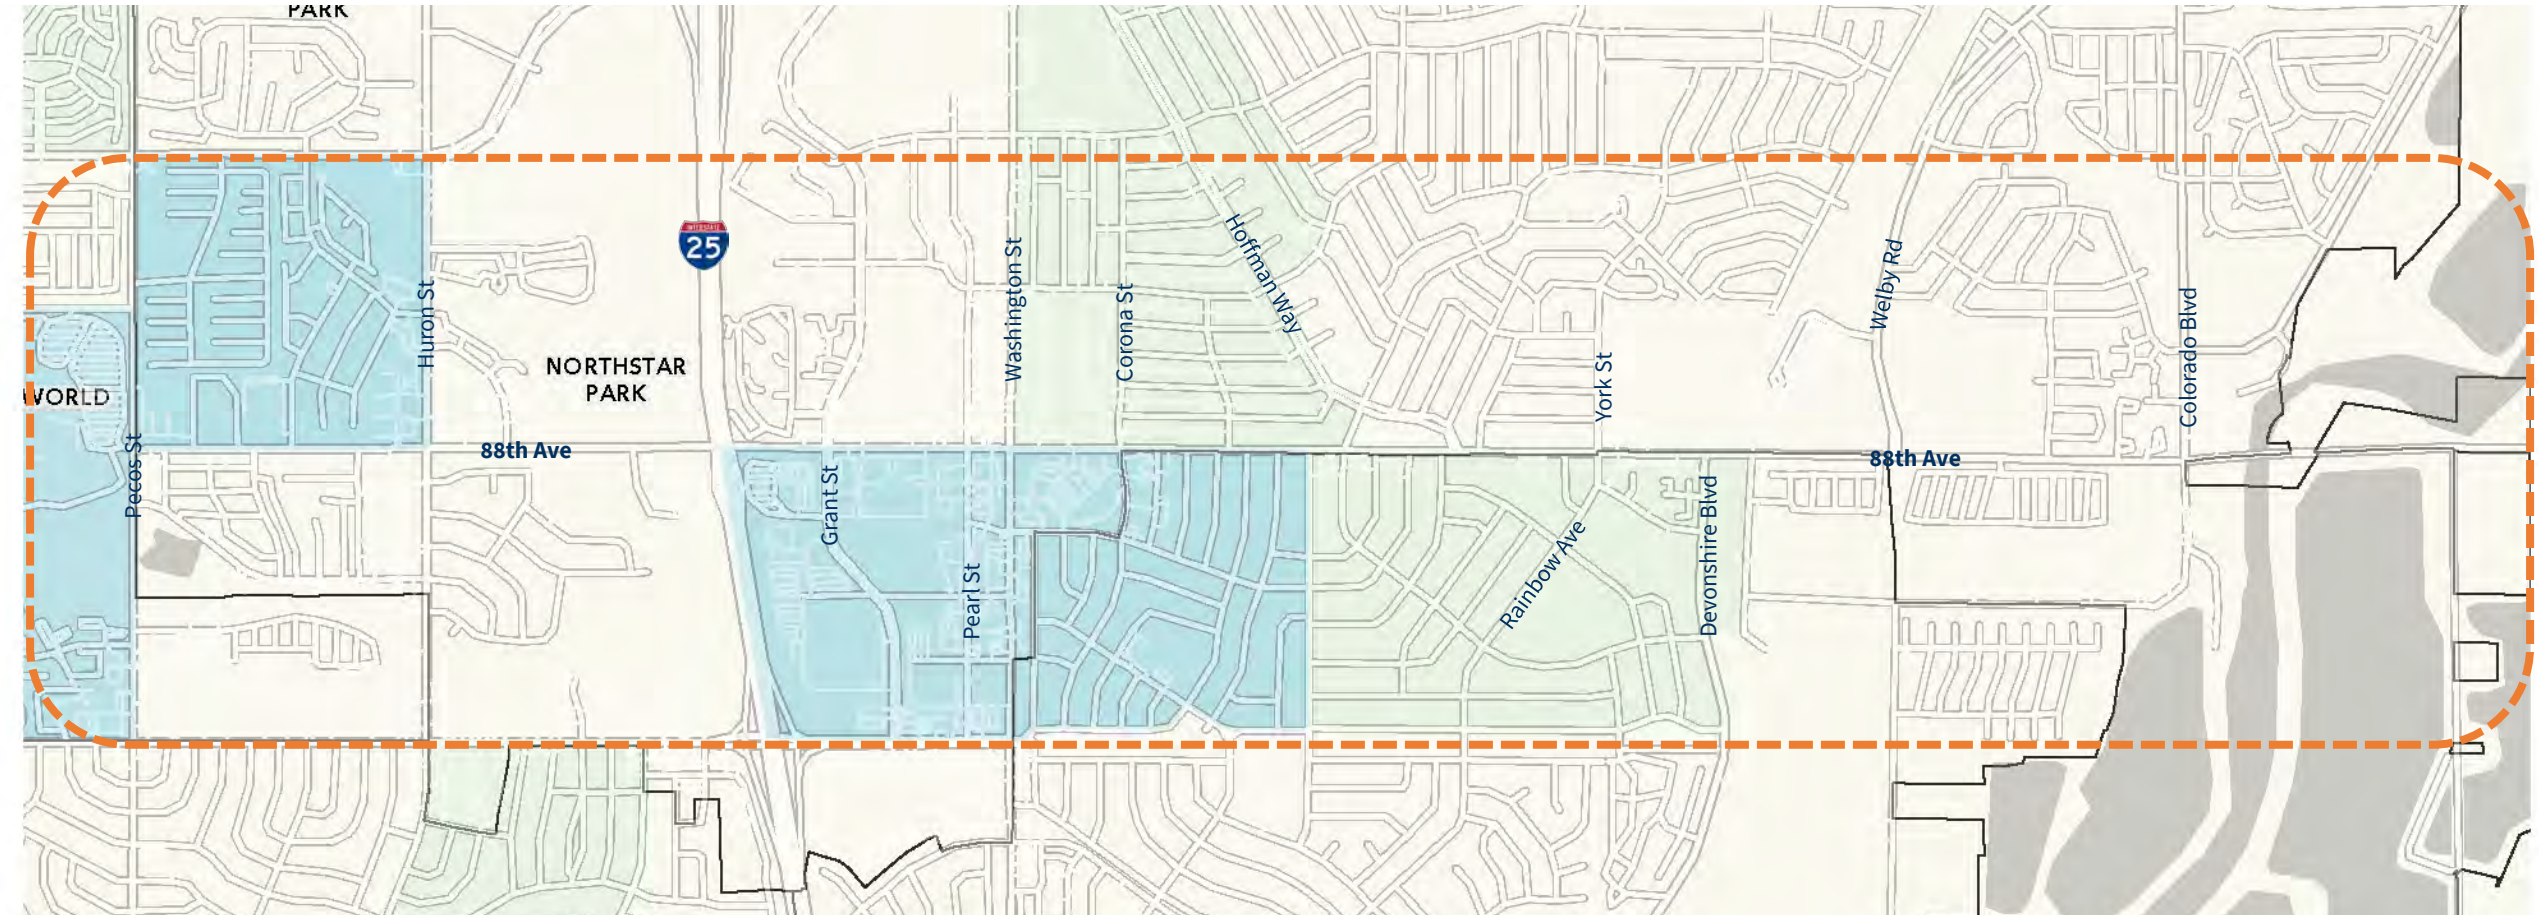 PARK
INTERSTATE
25
Hoffman Way
Washington St
Welby Rd
Huron St
Corona St
Colorado Blvd
NORTHSTAR
PARK
York St
WORLD
Pecos St
88th Ave
88th Ave
Grant St
Devonshire Blvd
Rainbow Ave
Pearl St